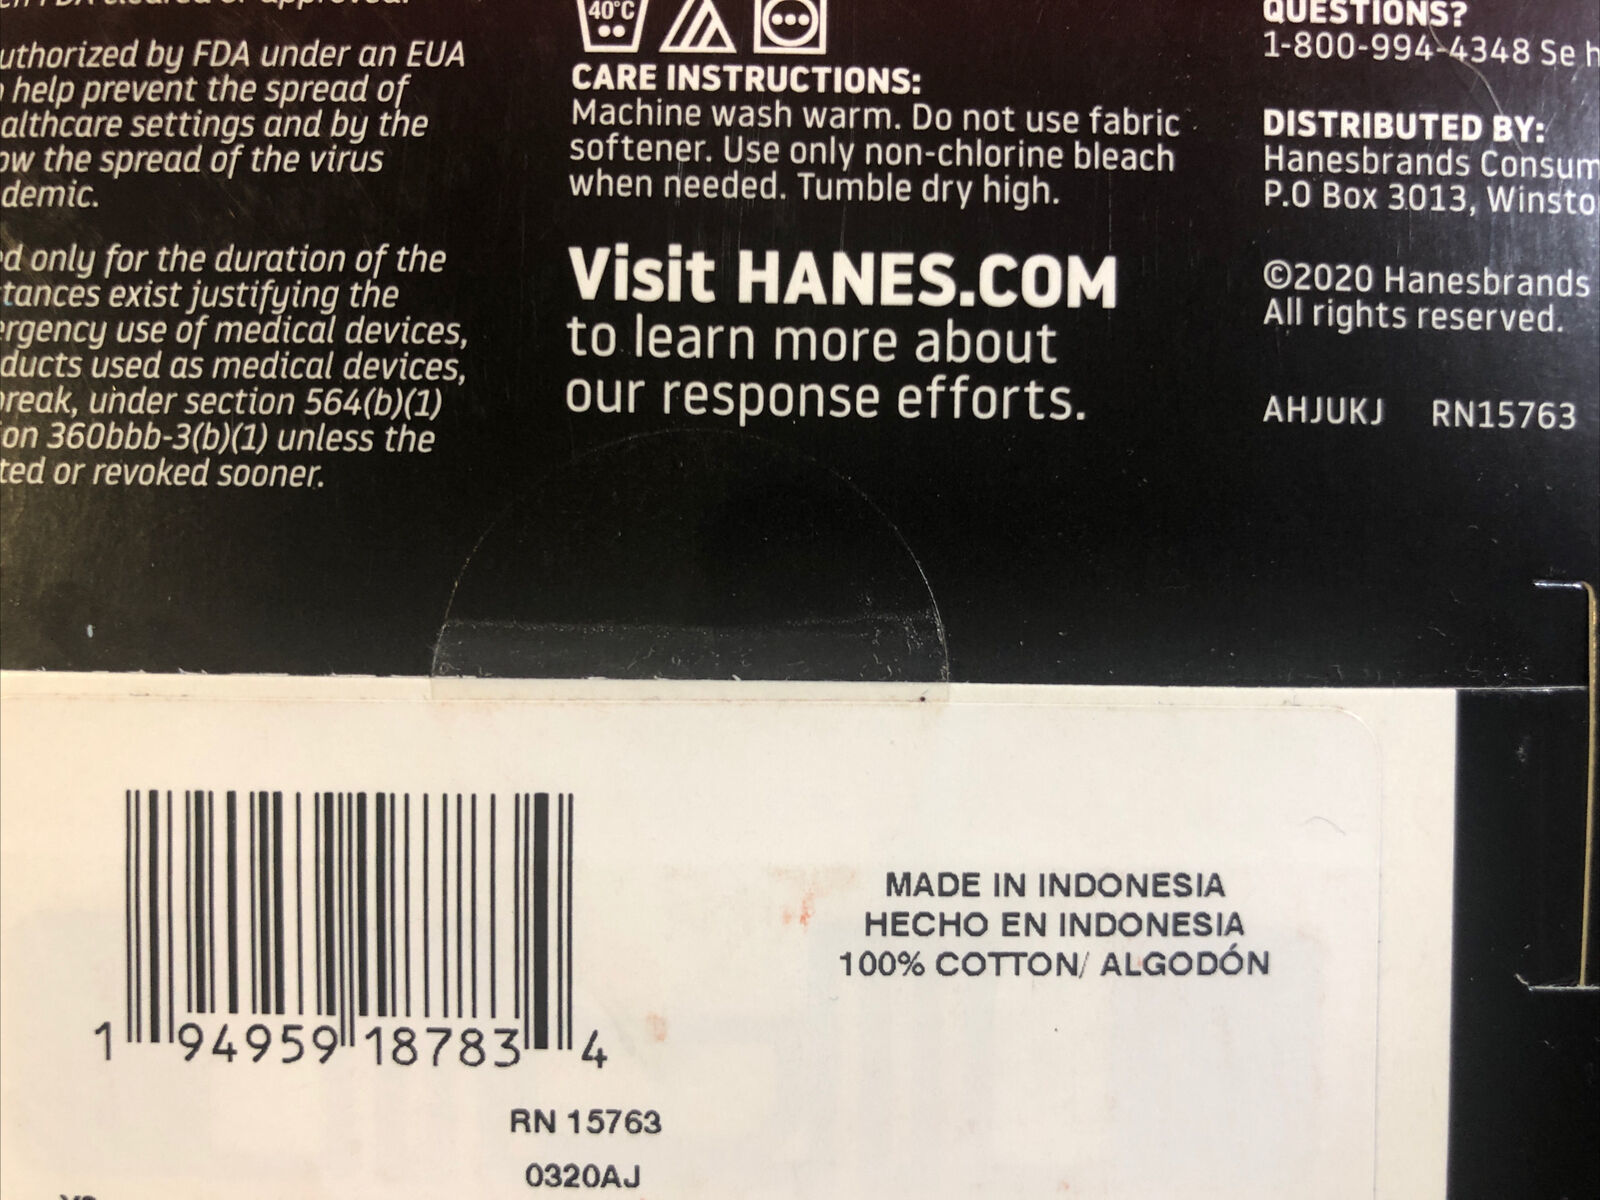 authorized by FDA under an EUA
help prevent the spread of
healthcare settings and by the
the spread of the virus
only for the duration of the
exist justifying the
use of medical devices,
used as medical devices,
under section 564(b)(1)
360bbb-3(b)(1) unless the
or revoked sooner.
40°C
CARE INSTRUCTIONS:
Machine wash warm. Do not use fabric
softener. Use only non-chlorine bleach
when needed. Tumble dry high.
Visit HANES.COM
to learn more about
our response efforts.
QUESTIONS?
1-800-994-4348 Se h
DISTRIBUTED BY:
Hanesbrands Consum
P.O Box 3013, Winsto
©2020 Hanesbrands
All rights reserved.
AHJUKJ RN15763
1 94959 18783 4
RN 15763
0320AJ
MADE IN INDONESIA
HECHO EN INDONESIA
100% COTTON/ ALGODÓN